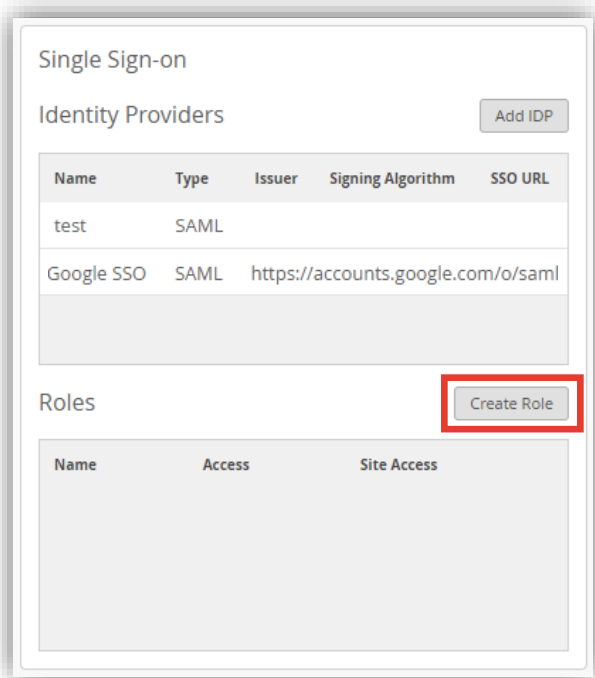 Single Sign-on
Identity Providers Add IDP
Name Type Issuer Signing Algorithm SSO URL
test SAML
Google SSO SAML https://accounts.google.com/o/saml
Roles Create Role
Name Access Site Access